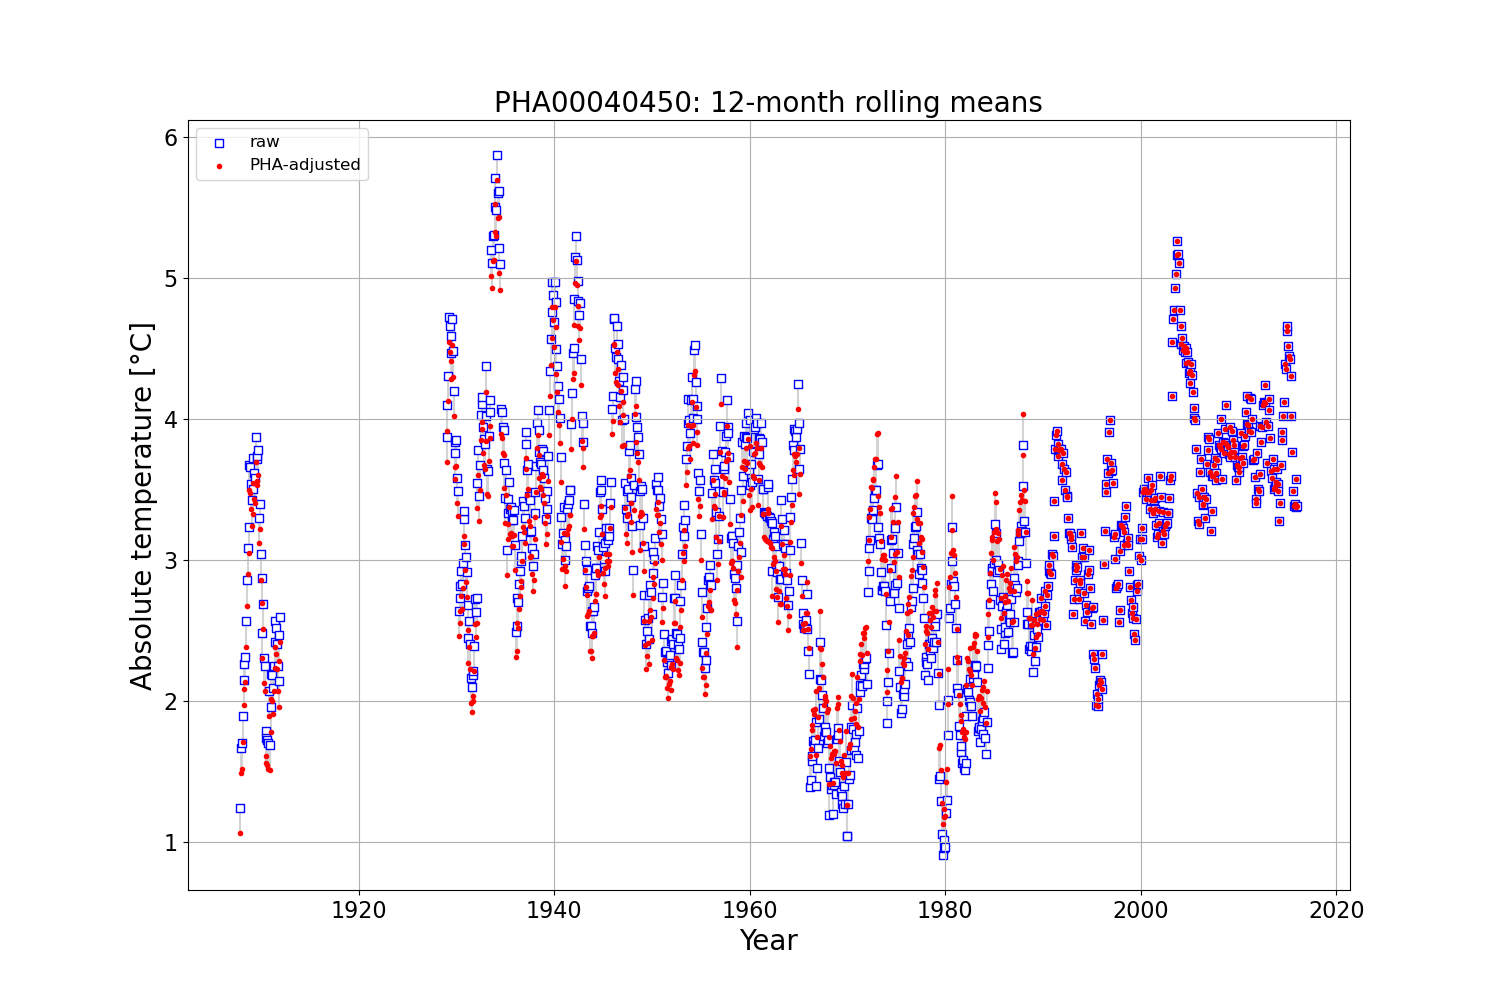 PHA00040450: 12-month rolling means
raw
PHA-adjusted
Absolute temperature [°C]
6
5
4
3
2
1
1920 1940 1960 1980 2000 2020
Year